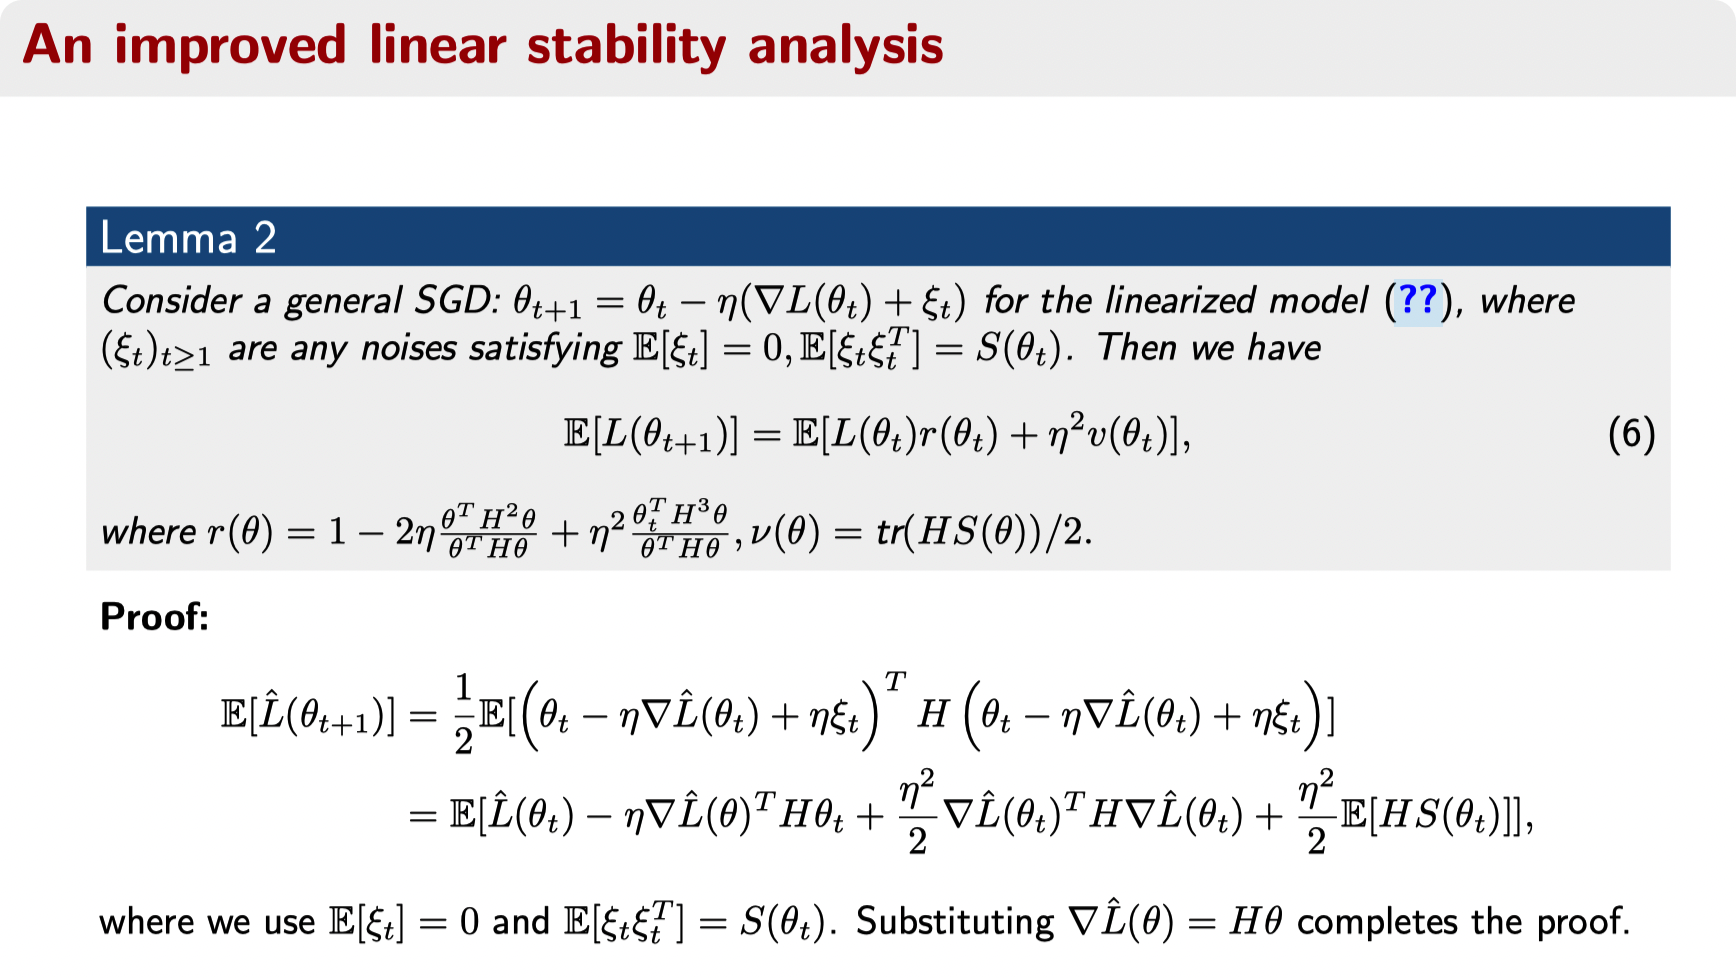 An improved linear stability analysis
Lemma 2
Consider a general SGD: $\theta_{t+1} = \theta_t - \eta(\nabla L(\theta_t) + \xi_t)$ for the linearized model (??), where
$(\xi_t)_{t \geq 1}$ are any noises satisfying $\mathbb{E}[\xi_t] = 0, \mathbb{E}[\xi_t \xi_t^T] = S(\theta_t)$. Then we have
$\mathbb{E}[L(\theta_{t+1})] = \mathbb{E}[L(\theta_t)r(\theta_t) + \eta^2 v(\theta_t)],$ (6)
where $r(\theta) = 1 - 2\eta \frac{\theta^T H^2 \theta}{\theta^T H \theta} + \eta^2 \frac{\theta_t^T H^3 \theta}{\theta^T H \theta}, \nu(\theta) = tr(HS(\theta))/2.$
Proof:
$\mathbb{E}[\hat{L}(\theta_{t+1})] = \frac{1}{2}\mathbb{E}[\left(\theta_t - \eta\nabla\hat{L}(\theta_t) + \eta\xi_t\right)^T H \left(\theta_t - \eta\nabla\hat{L}(\theta_t) + \eta\xi_t\right)]$
$= \mathbb{E}[\hat{L}(\theta_t) - \eta\nabla\hat{L}(\theta)^T H\theta_t + \frac{\eta^2}{2}\nabla\hat{L}(\theta_t)^T H\nabla\hat{L}(\theta_t) + \frac{\eta^2}{2}\mathbb{E}[HS(\theta_t)]],$
where we use $\mathbb{E}[\xi_t] = 0$ and $\mathbb{E}[\xi_t \xi_t^T] = S(\theta_t)$. Substituting $\nabla\hat{L}(\theta) = H\theta$ completes the proof.